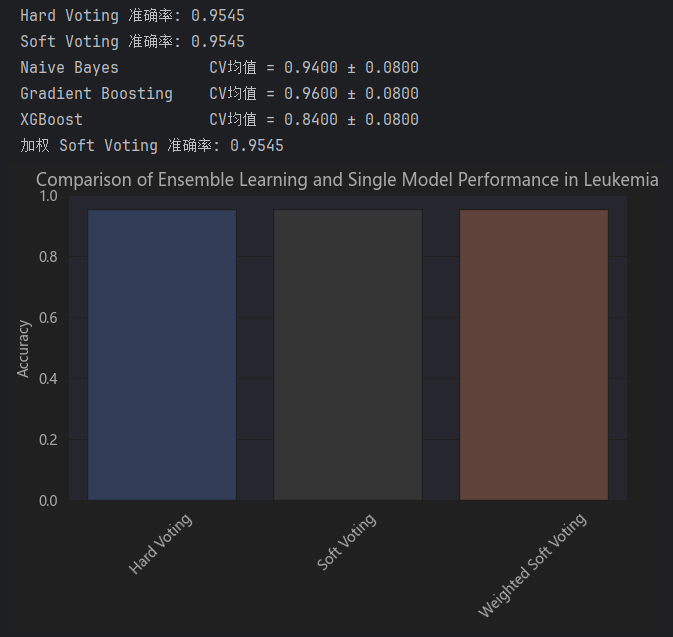 Hard Voting 准确率: 0.9545
Soft Voting 准确率: 0.9545
Naive Bayes CV均值 = 0.9400 ± 0.0800
Gradient Boosting CV均值 = 0.9600 ± 0.0800
XGBoost CV均值 = 0.8400 ± 0.0800
加权 Soft Voting 准确率: 0.9545
Comparison of Ensemble Learning and Single Model Performance in Leukemia
1.0
0.8
0.6
0.4
0.2
0.0
Accuracy
Hard Voting
Soft Voting
Weighted Soft Voting